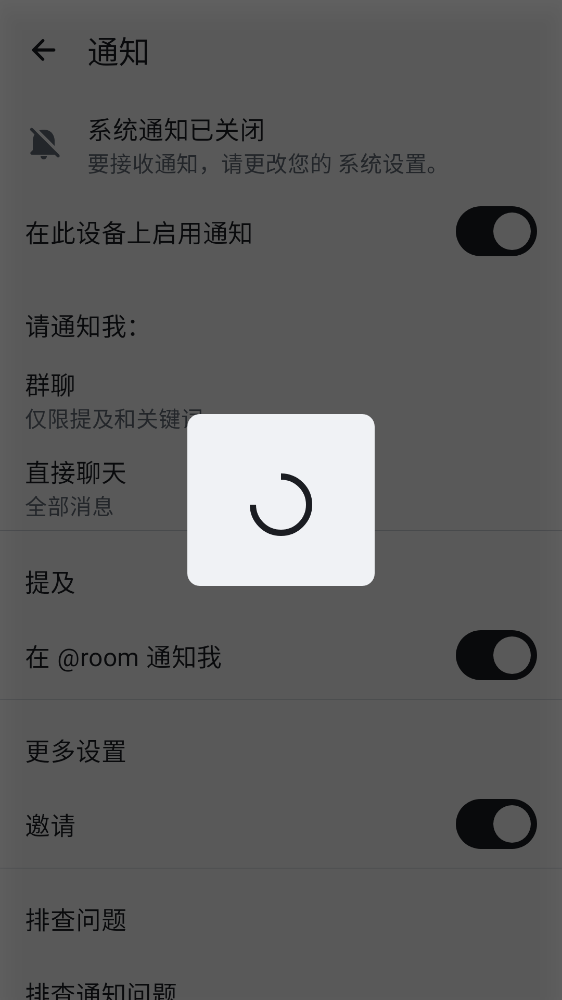 通知
系统通知已关闭
要接收通知，请更改您的 系统设置。
在此设备上启用通知
请通知我：
群聊
仅限提及和关键词
直接聊天
全部消息
提及
在 @room 通知我
更多设置
邀请
排查问题
排查通知问题